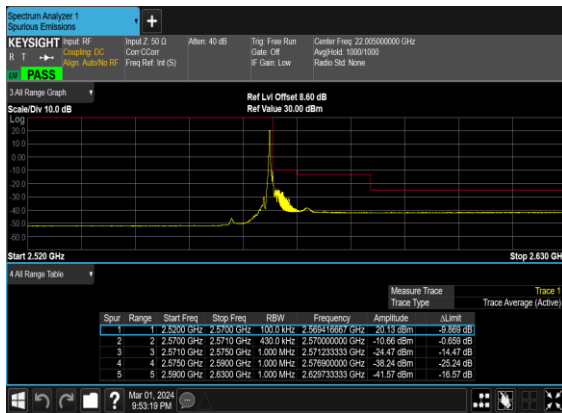 Spectrum Analyzer 1
Spurious Emissions
KEYSIGHT Input: RF Input Z: 50 Ω Atten: 40 dB Trig: Free Run Center Freq: 22.005000000 GHz
R T Coupling: DC Corr CCorr Gate: Off Avg|Hold: 1000/1000
Align: Auto/No RF Freq Ref: Int (S) IF Gain: Low Radio Std: None
PASS
3 All Range Graph
Ref Lvl Offset 8.60 dB
Scale/Div 10.0 dB Ref Value 30.00 dBm
Log
20.0
10.0
0.00
-10.0
-20.0
-30.0
-40.0
-50.0
-60.0
Start 2.520 GHz Stop 2.630 GH
4 All Range Table
Measure Trace Trace 1
Trace Type Trace Average (Active)
Spur Range Start Freq Stop Freq RBW Frequency Amplitude ΔLimit
1 1 2.5200 GHz 2.5700 GHz 100.0 kHz 2.569416667 GHz 20.13 dBm -9.869 dB
2 2 2.5700 GHz 2.5710 GHz 430.0 kHz 2.570000000 GHz -10.66 dBm -0.659 dB
3 3 2.5710 GHz 2.5750 GHz 1.000 MHz 2.571233333 GHz -24.47 dBm -14.47 dB
4 4 2.5750 GHz 2.5900 GHz 1.000 MHz 2.576900000 GHz -38.24 dBm -25.24 dB
5 5 2.5900 GHz 2.6300 GHz 1.000 MHz 2.629733333 GHz -41.57 dBm -16.57 dB
Mar 01, 2024
9:53:19 PM